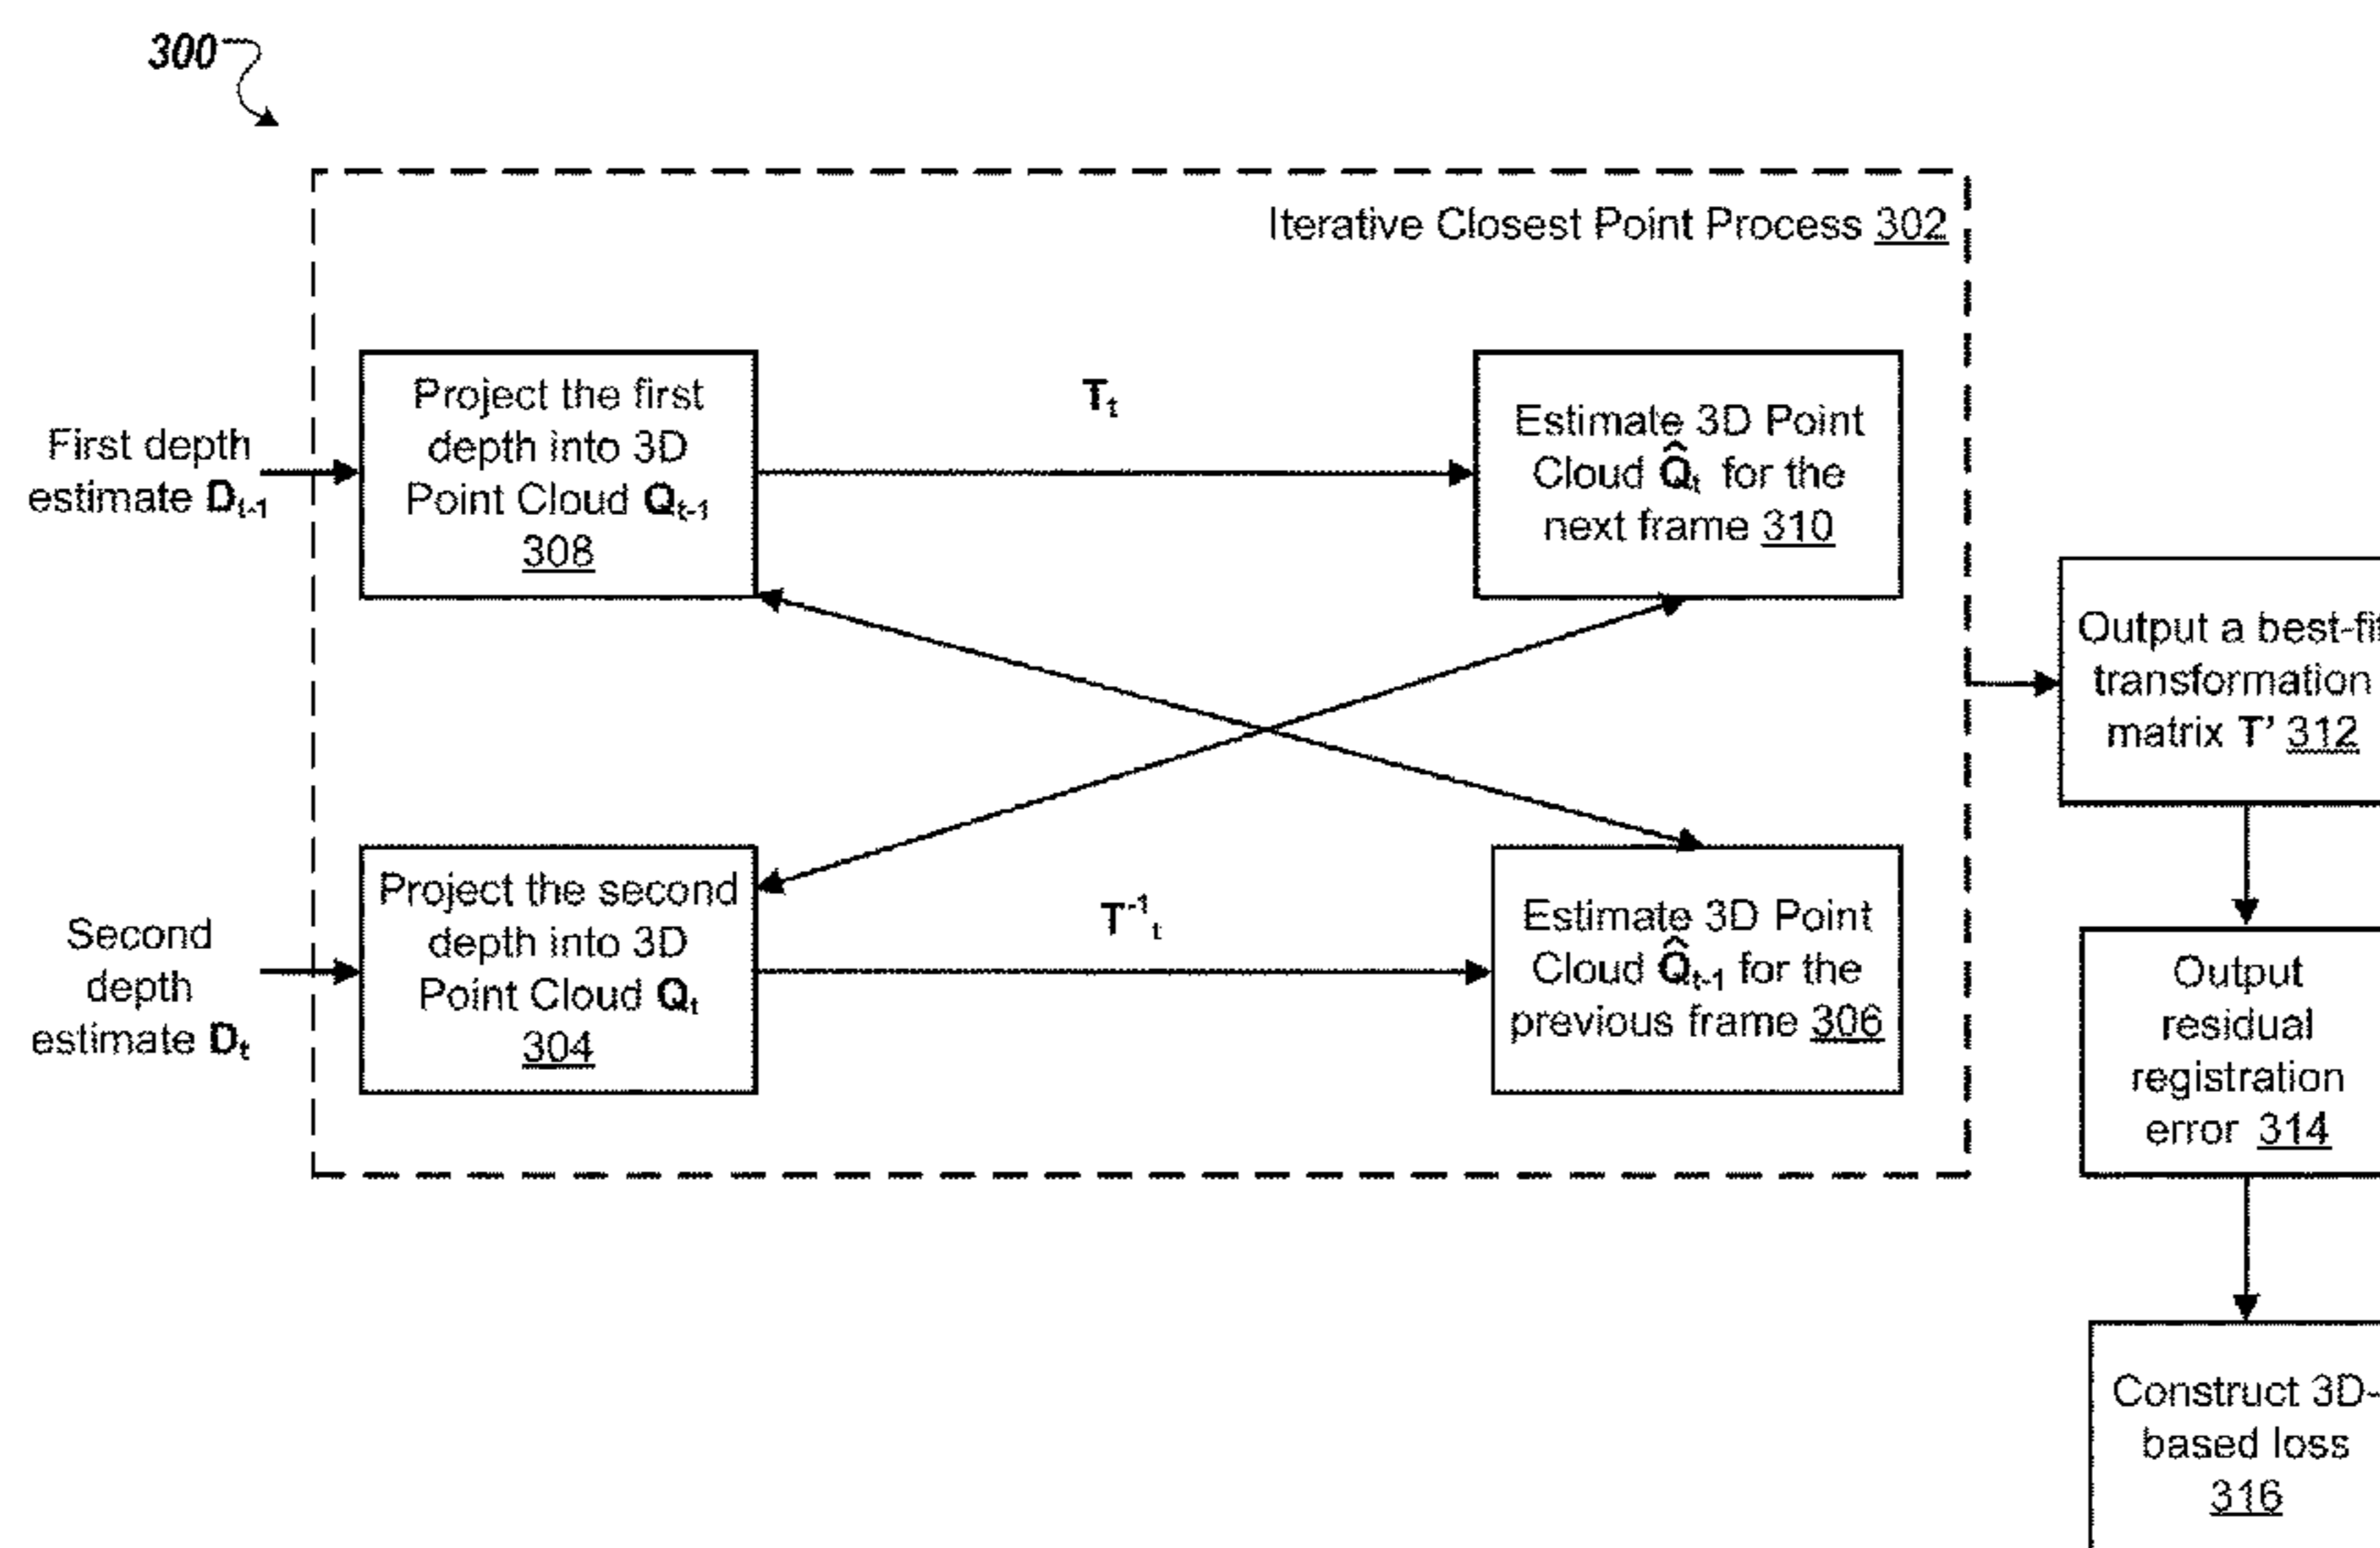 300
Iterative Closest Point Process 302
First depth
estimate Dt-1
Project the first
depth into 3D
Point Cloud Qt-1
308
Tt
Estimate 3D Point
Cloud Q̂t for the
next frame 310
Output a best-fit
transformation
matrix T' 312
Second
depth
estimate Dt
Project the second
depth into 3D
Point Cloud Qt
304
T-1t
Estimate 3D Point
Cloud Q̂t-1 for the
previous frame 306
Output
residual
registration
error 314
Construct 3D-
based loss
316